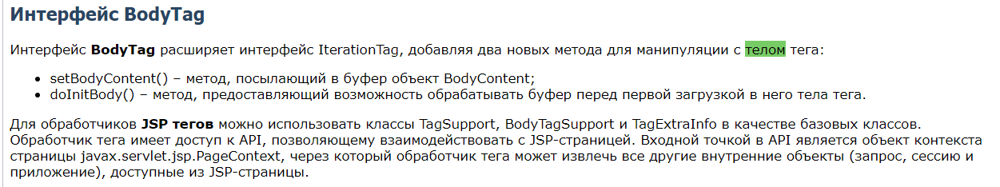 Интерфейс BodyTag
Интерфейс BodyTag расширяет интерфейс IterationTag, добавляя два новых метода для манипуляции с телом тега:
• setBodyContent() – метод, посылающий в буфер объект BodyContent;
• doInitBody() – метод, предоставляющий возможность обрабатывать буфер перед первой загрузкой в него тела тега.
Для обработчиков JSP тегов можно использовать классы TagSupport, BodyTagSupport и TagExtraInfo в качестве базовых классов.
Обработчик тега имеет доступ к API, позволяющему взаимодействовать с JSP-страницей. Входной точкой в API является объект контекста
страницы javax.servlet.jsp.PageContext, через который обработчик тега может извлечь все другие внутренние объекты (запрос, сессию и
приложение), доступные из JSP-страницы.